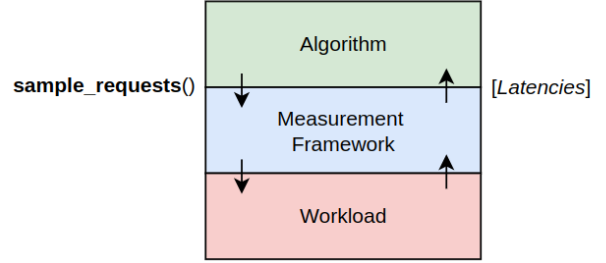 Algorithm
sample_requests()
[Latencies]
Measurement
Framework
Workload